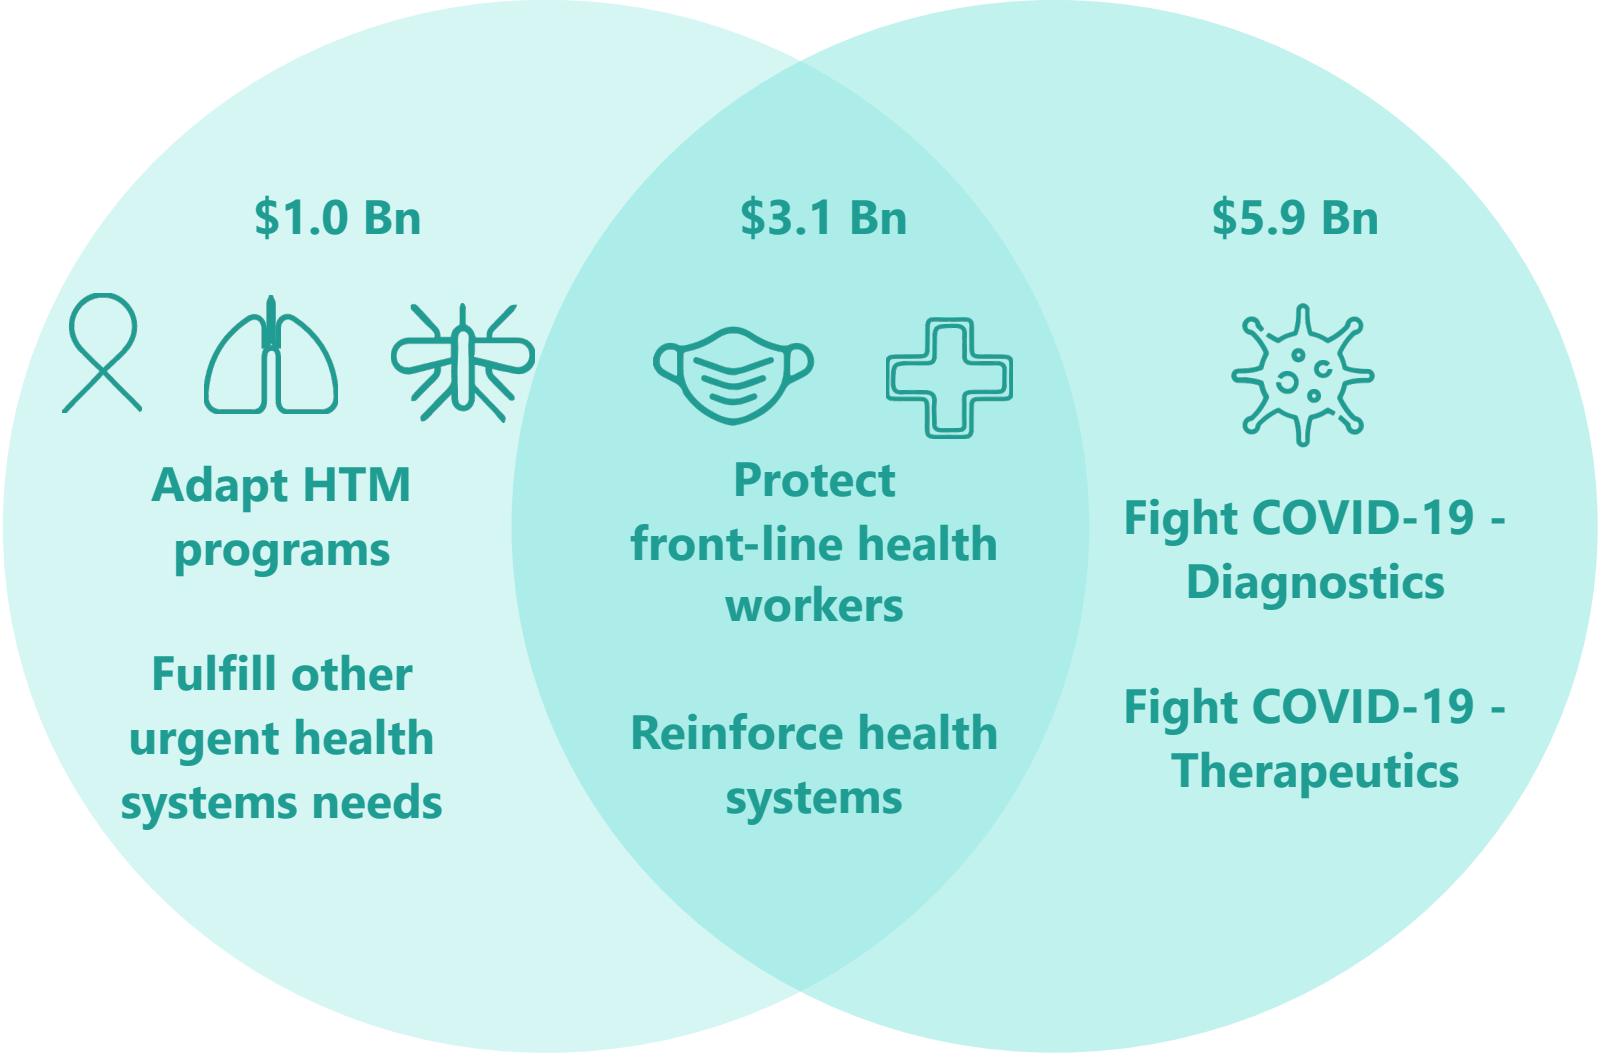 $1.0 Bn
Adapt HTM
programs
Fulfill other
urgent health
systems needs
$3.1 Bn
Protect
front-line health
workers
Reinforce health
systems
$5.9 Bn
Fight COVID-19 -
Diagnostics
Fight COVID-19 -
Therapeutics